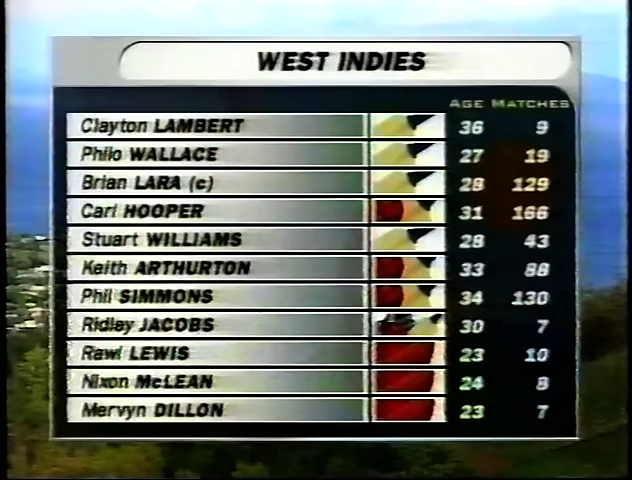 WEST INDIES
AGE MATCHES
Clayton LAMBERT 36 9
Philo WALLACE 27 19
Brian LARA (c) 28 129
Carl HOOPER 31 166
Stuart WILLIAMS 28 43
Keith ARTHURTON 33 88
Phil SIMMONS 34 130
Ridley JACOBS 30 7
Rawl LEWIS 23 10
Nixon McLEAN 24 8
Mervyn DILLON 23 7